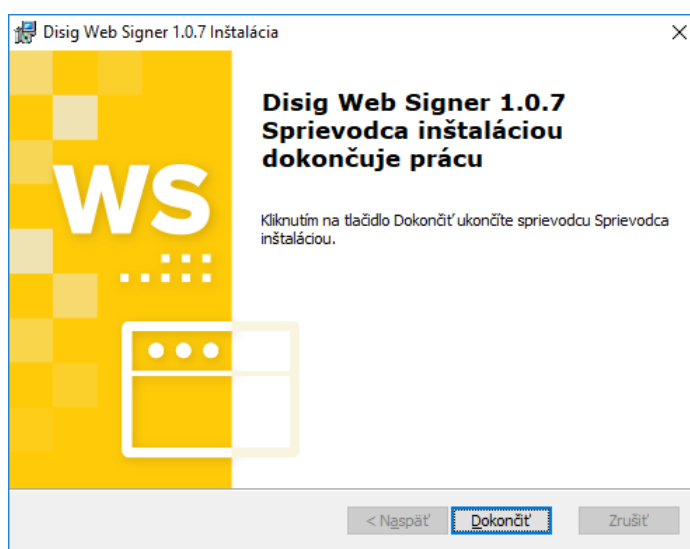 Disig Web Signer 1.0.7 Inštalácia
Disig Web Signer 1.0.7
Sprievodca inštaláciou
dokončuje prácu
WS
Kliknutím na tlačidlo Dokončiť ukončíte sprievodcu Sprievodca
inštaláciou.
< Naspäť
Dokončiť
Zrušiť